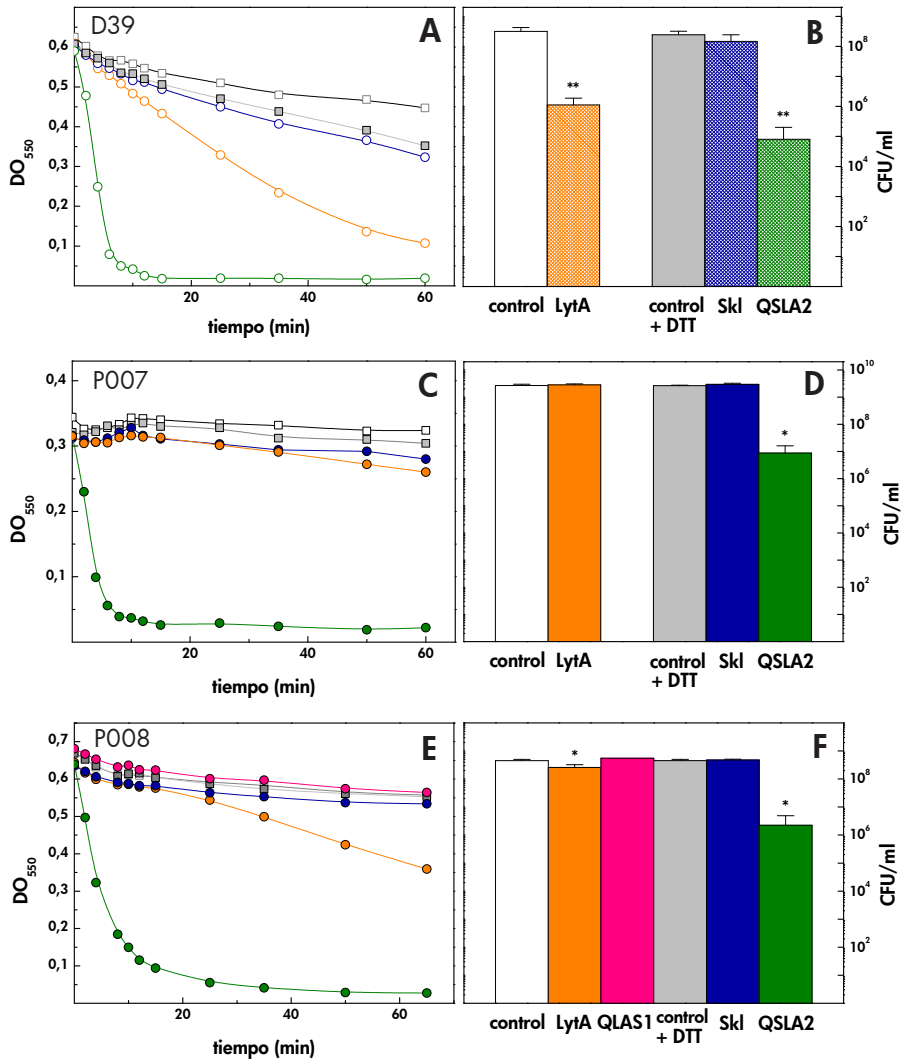 D39
A
0,6
0,5
0,3
0,2
0,1
DO550
20
40
60
tiempo (min)
B
**
**
10^8
10^6
10^4
10^2
CFU/ml
control
LytA
control + DTT
Skl
QSLA2
P007
C
0,4
0,3
0,2
0,1
DO550
20
40
60
tiempo (min)
D
*
10^10
10^8
10^6
10^4
10^2
CFU/ml
control
LytA
control + DTT
Skl
QSLA2
P008
E
0,7
0,6
0,5
0,4
0,3
0,2
0,1
DO550
20
40
60
tiempo (min)
F
*
*
10^8
10^6
10^4
10^2
CFU/ml
control
LytA
QLAS1
control + DTT
Skl
QSLA2